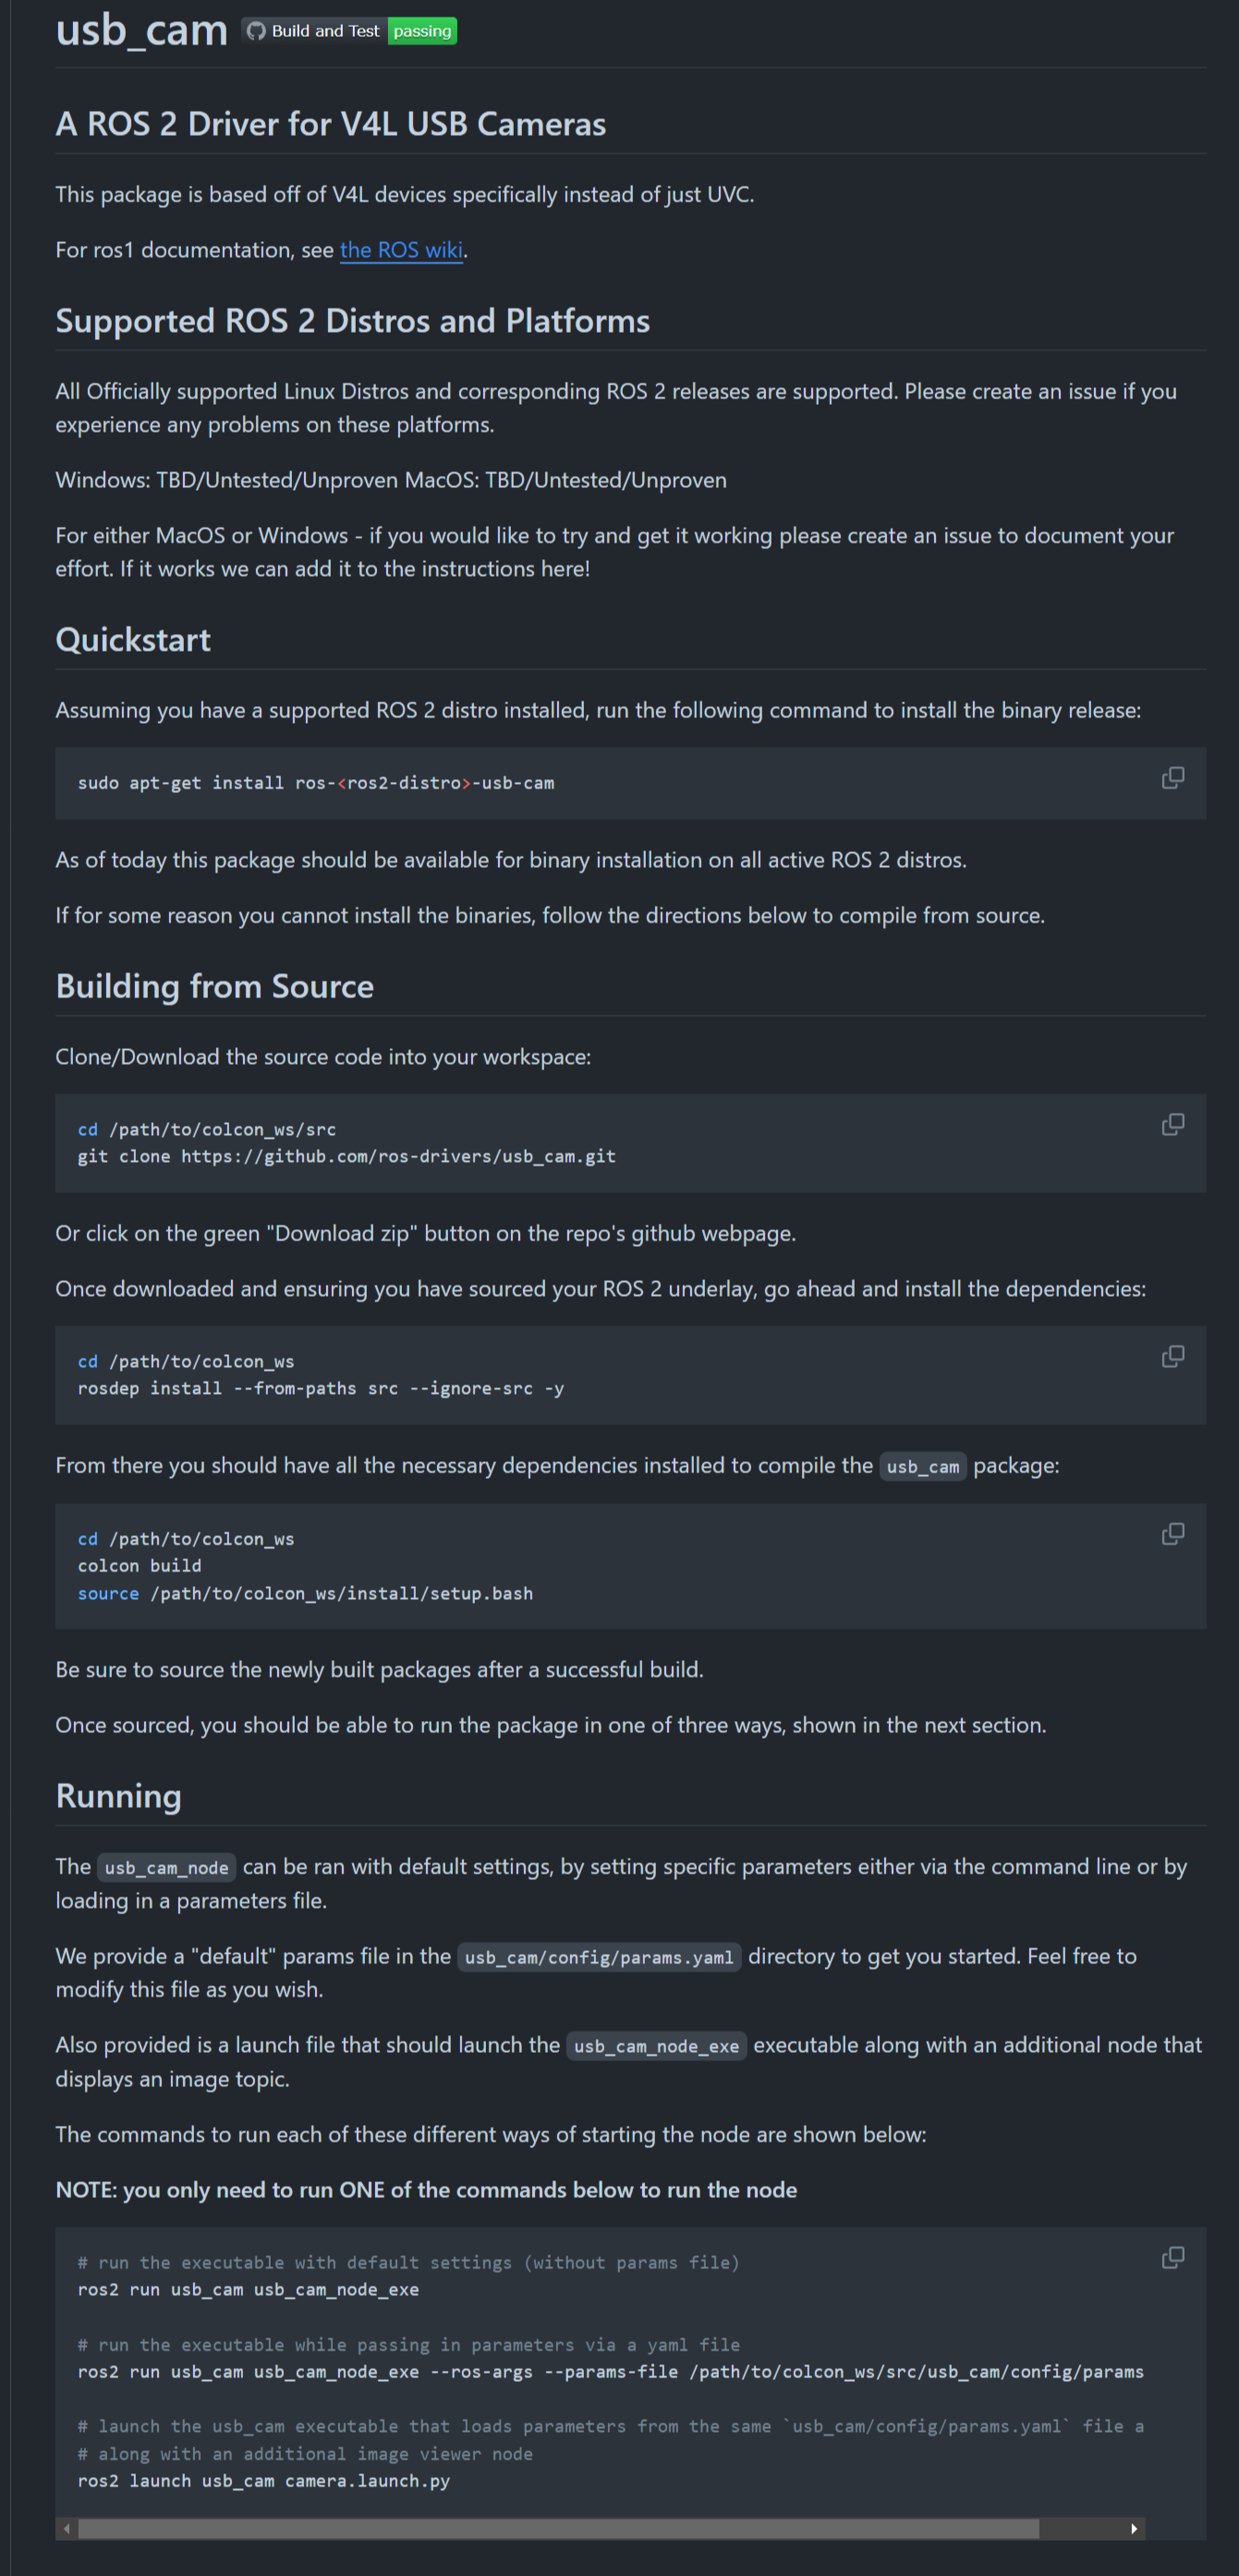 usb_cam Build and Test passing
A ROS 2 Driver for V4L USB Cameras
This package is based off of V4L devices specifically instead of just UVC.
For ros1 documentation, see the ROS wiki.
Supported ROS 2 Distros and Platforms
All Officially supported Linux Distros and corresponding ROS 2 releases are supported. Please create an issue if you
experience any problems on these platforms.
Windows: TBD/Untested/Unproven MacOS: TBD/Untested/Unproven
For either MacOS or Windows - if you would like to try and get it working please create an issue to document your
effort. If it works we can add it to the instructions here!
Quickstart
Assuming you have a supported ROS 2 distro installed, run the following command to install the binary release:
sudo apt-get install ros-<ros2-distro>-usb-cam
As of today this package should be available for binary installation on all active ROS 2 distros.
If for some reason you cannot install the binaries, follow the directions below to compile from source.
Building from Source
Clone/Download the source code into your workspace:
cd /path/to/colcon_ws/src
git clone https://github.com/ros-drivers/usb_cam.git
Or click on the green "Download zip" button on the repo's github webpage.
Once downloaded and ensuring you have sourced your ROS 2 underlay, go ahead and install the dependencies:
cd /path/to/colcon_ws
rosdep install --from-paths src --ignore-src -y
From there you should have all the necessary dependencies installed to compile the usb_cam package:
cd /path/to/colcon_ws
colcon build
source /path/to/colcon_ws/install/setup.bash
Be sure to source the newly built packages after a successful build.
Once sourced, you should be able to run the package in one of three ways, shown in the next section.
Running
The usb_cam_node can be ran with default settings, by setting specific parameters either via the command line or by
loading in a parameters file.
We provide a "default" params file in the usb_cam/config/params.yaml directory to get you started. Feel free to
modify this file as you wish.
Also provided is a launch file that should launch the usb_cam_node_exe executable along with an additional node that
displays an image topic.
The commands to run each of these different ways of starting the node are shown below:
NOTE: you only need to run ONE of the commands below to run the node
# run the executable with default settings (without params file)
ros2 run usb_cam usb_cam_node_exe
# run the executable while passing in parameters via a yaml file
ros2 run usb_cam usb_cam_node_exe --ros-args --params-file /path/to/colcon_ws/src/usb_cam/config/params
# launch the usb_cam executable that loads parameters from the same `usb_cam/config/params.yaml` file a
# along with an additional image viewer node
ros2 launch usb_cam camera.launch.py